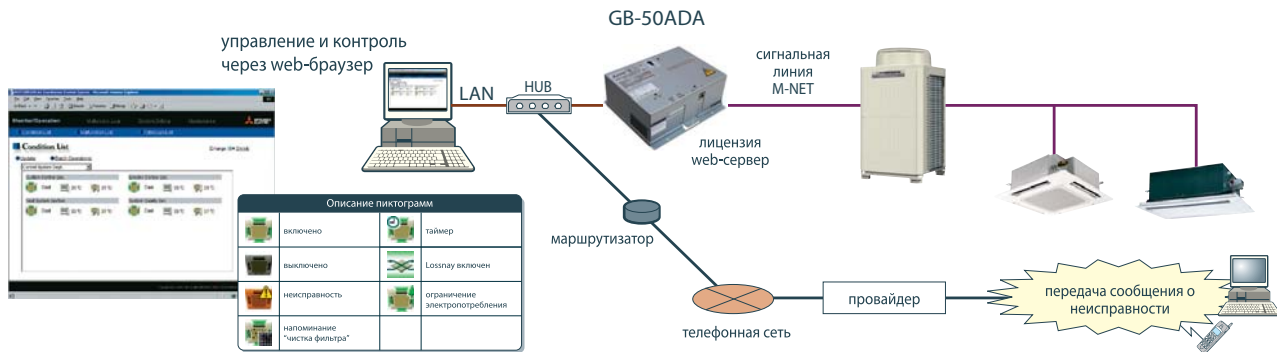 GB-50ADA
управление и контроль
через web-браузер
LAN
HUB
сигнальная
линия
M-NET
лицензия
web-сервер
Condition List
Описание пиктограмм
включено
таймер
выключено
Lossnay включен
неисправность
ограничение
электропотребления
напоминание
"чистка фильтра"
маршрутизатор
телефонная сеть
провайдер
передача сообщения о
неисправности